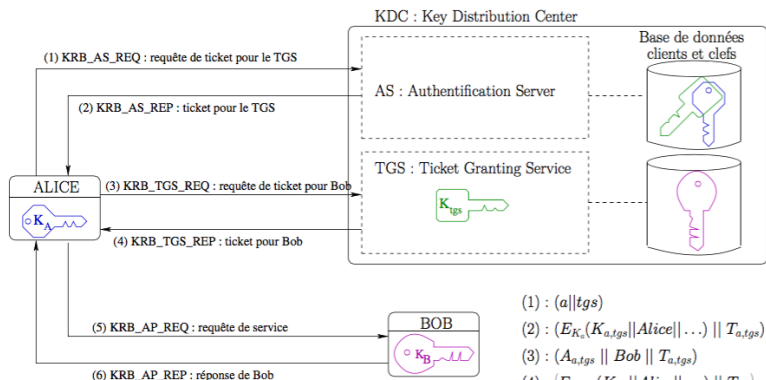 KDC : Key Distribution Center
Base de données
clients et clefs
(1) KRB_AS_REQ : requête de ticket pour le TGS
AS : Authentification Server
(2) KRB_AS_REP : ticket pour le TGS
TGS : Ticket Granting Service
ALICE
(3) KRB_TGS_REQ : requête de ticket pour Bob
K_A
K_tgs
(4) KRB_TGS_REP : ticket pour Bob
(5) KRB_AP_REQ : requête de service
BOB
K_B
(6) KRB_AP_REP : réponse de Bob
(1) : (a||tgs)
(2) : (E_{K_a}(K_{a,tgs}||Alice||...) || T_{a,tgs})
(3) : (A_{a,tgs} || Bob || T_{a,tgs})